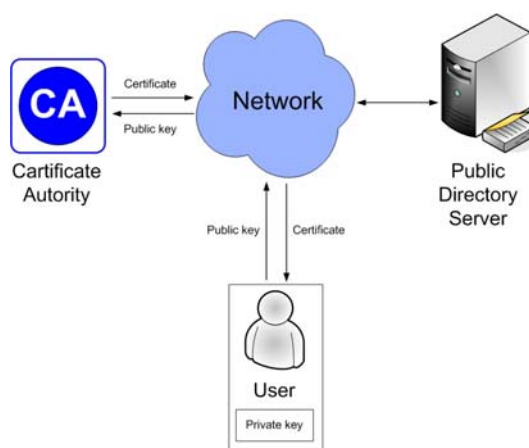 CA
Certificate
Public key
Cartificate
Autority
Network
Public
Directory
Server
Public key
Certificate
User
Private key